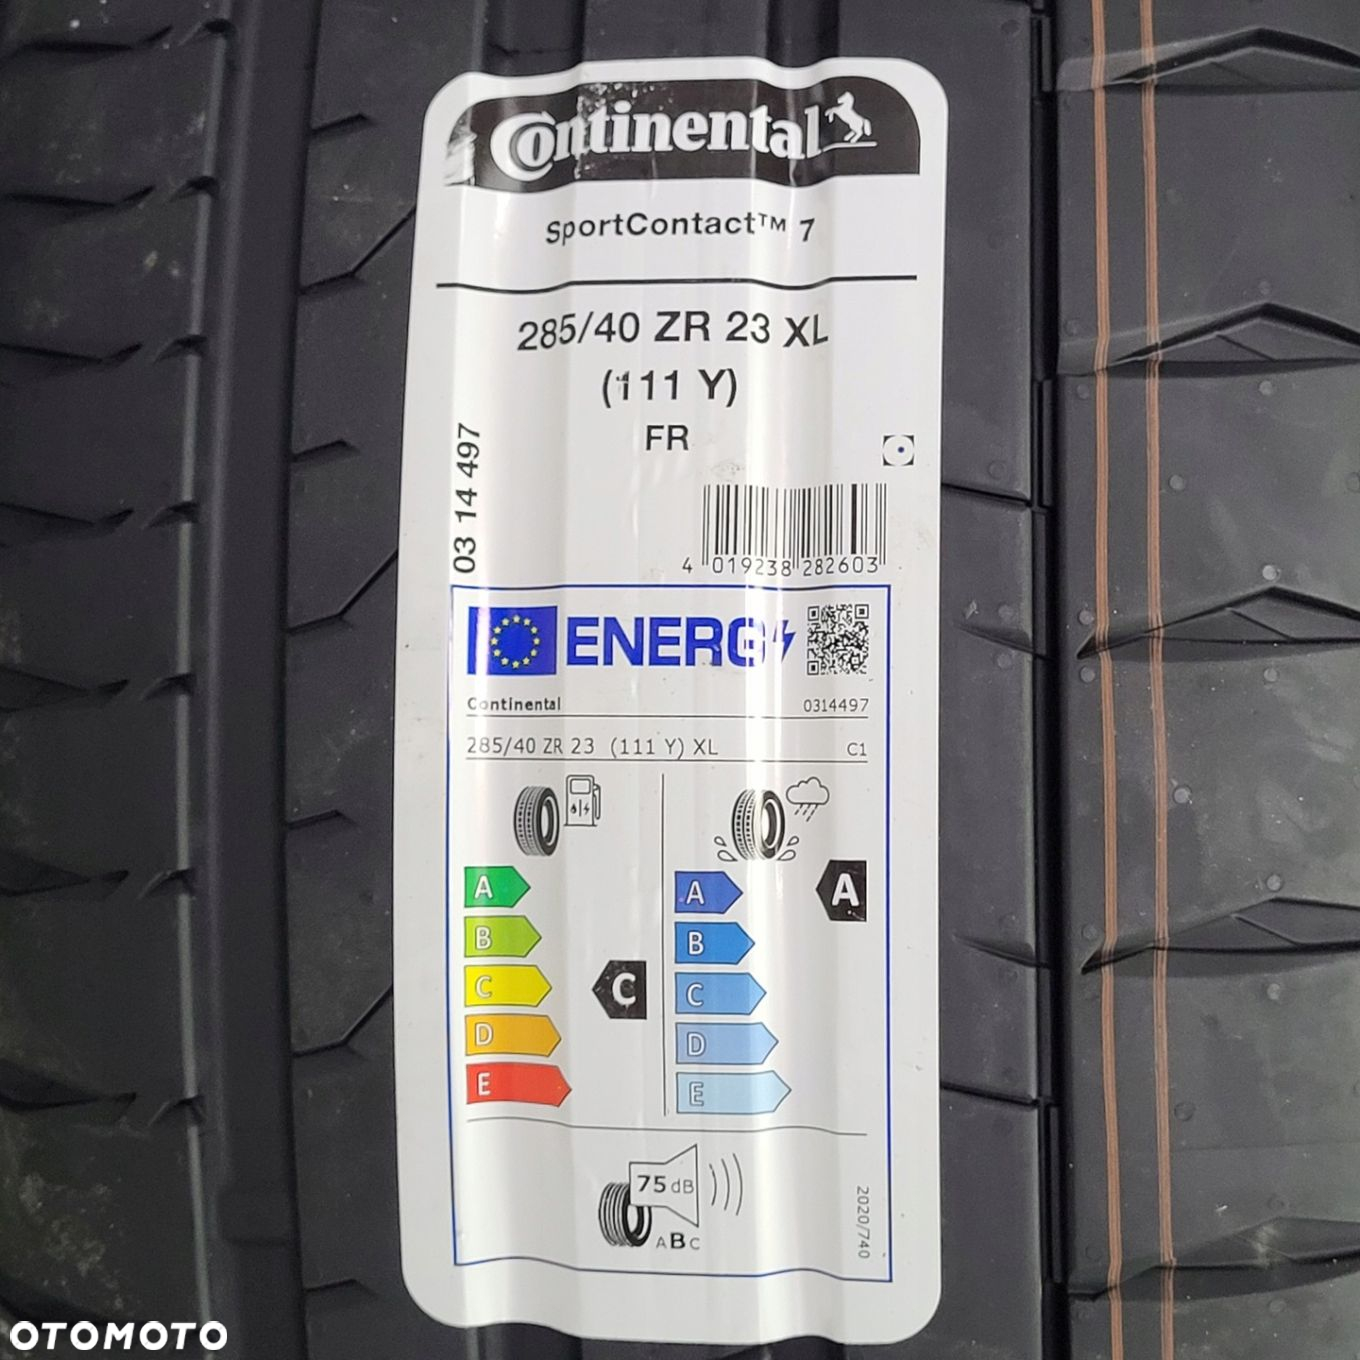 Continental
SportContact™ 7
285/40 ZR 23 XL
(111 Y)
FR
03 14 497
4 019238 282603
ENERG
Continental 0314497
285/40 ZR 23 (111 Y) XL C1
A A A
B B
C C C
D D
E E
75 dB
ABC
2020/740
OTOMOTO